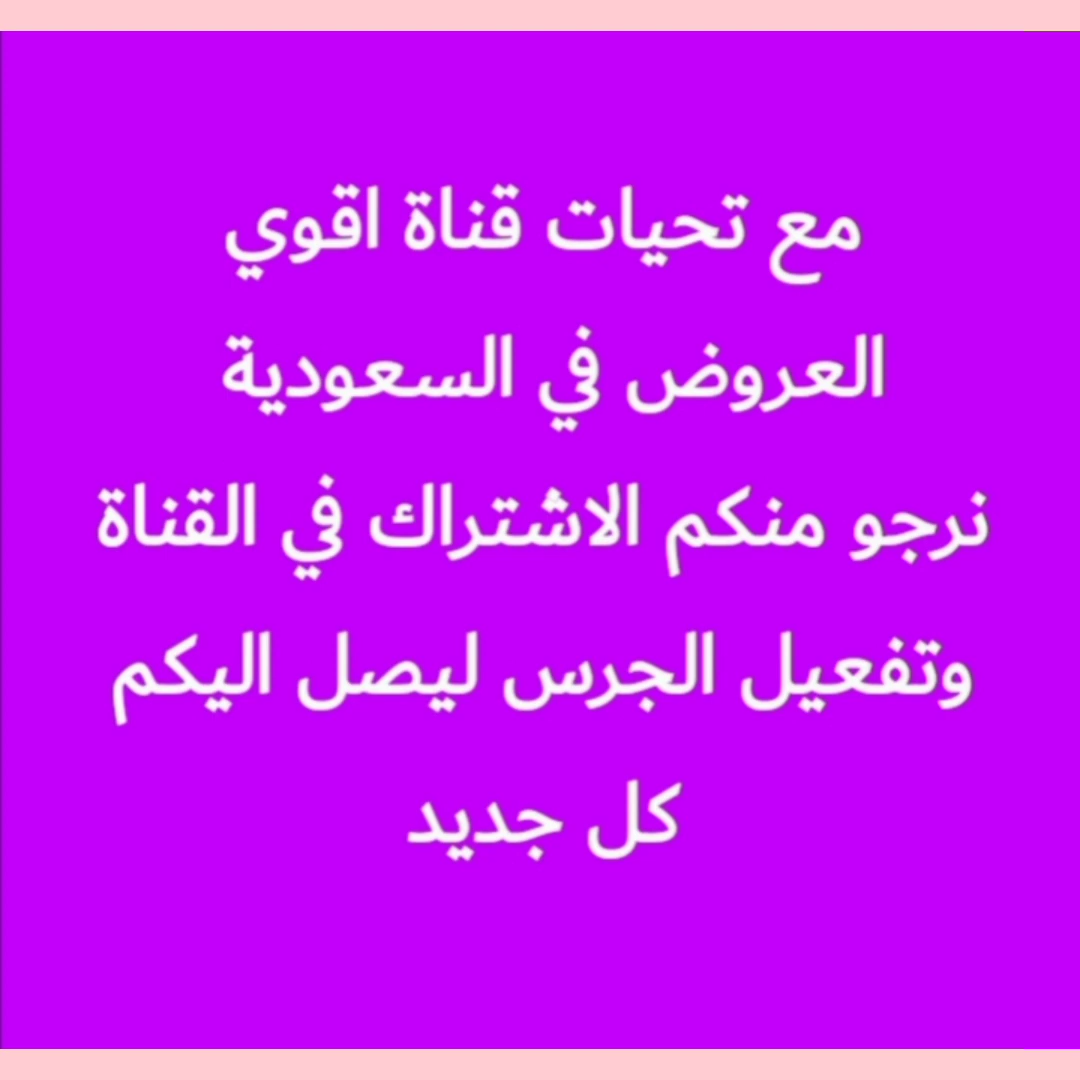 مع تحيات قناة اقوي
العروض في السعودية
نرجو منكم الاشتراك في القناة
وتفعيل الجرس ليصل اليكم
كل جديد